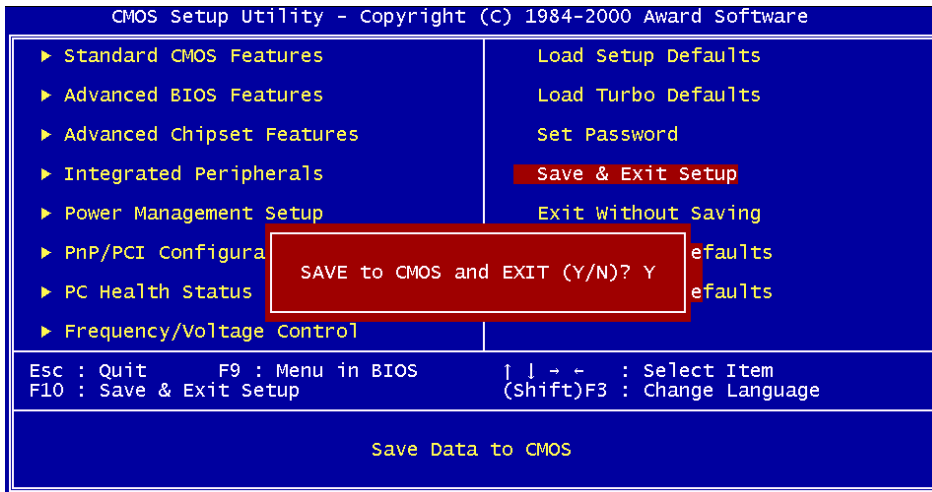 CMOS Setup Utility - Copyright (C) 1984-2000 Award Software
▶ Standard CMOS Features
▶ Advanced BIOS Features
▶ Advanced Chipset Features
▶ Integrated Peripherals
▶ Power Management Setup
▶ PnP/PCI Configura
▶ PC Health Status
▶ Frequency/Voltage Control
Load Setup Defaults
Load Turbo Defaults
Set Password
Save & Exit Setup
Exit Without Saving
efaults
efaults
SAVE to CMOS and EXIT (Y/N)? Y
Esc : Quit F9 : Menu in BIOS ↑ ↓ → ← : Select Item
F10 : Save & Exit Setup (Shift)F3 : Change Language
Save Data to CMOS